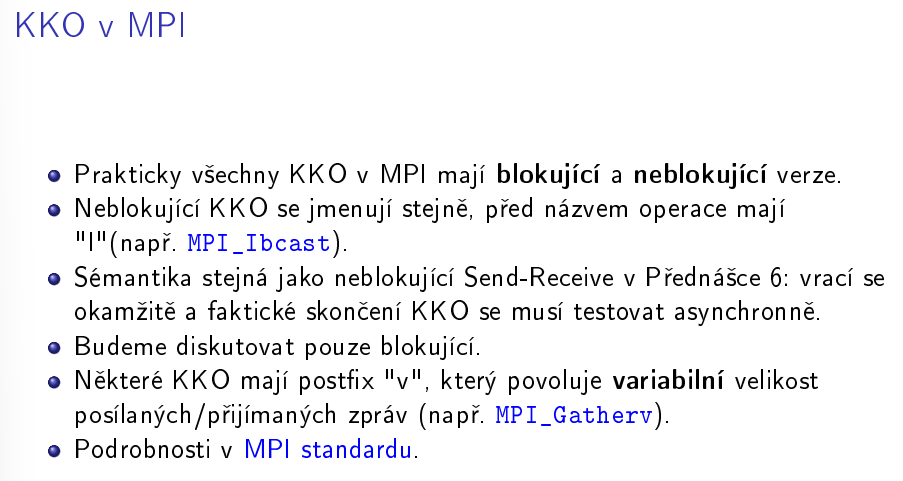 KKO v MPI
Prakticky všechny KKO v MPI mají blokující a neblokující verze.
Neblokující KKO se jmenují stejně, před názvem operace mají
"I"(např. MPI_Ibcast).
Sémantika stejná jako neblokující Send-Receive v Přednášce 6: vrací se
okamžitě a faktické skončení KKO se musí testovat asynchronně.
Budeme diskutovat pouze blokující.
Některé KKO mají postfix "v", který povoluje variabilní velikost
posílaných/přijímaných zpráv (např. MPI_Gatherv).
Podrobnosti v MPI standardu.